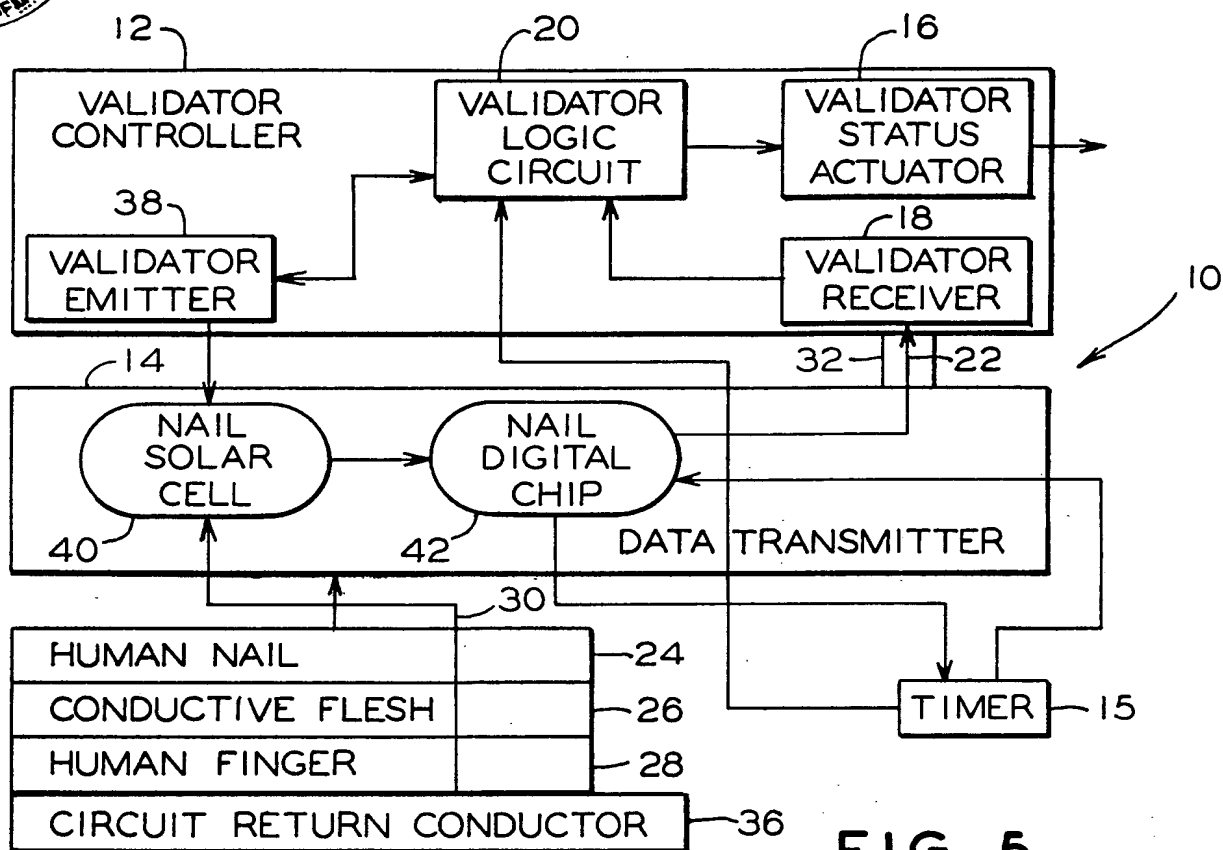 12
20
16
VALIDATOR
CONTROLLER
VALIDATOR
LOGIC
CIRCUIT
VALIDATOR
STATUS
ACTUATOR
38
18
VALIDATOR
EMITTER
VALIDATOR
RECEIVER
10
14
32
22
NAIL
SOLAR
CELL
NAIL
DIGITAL
CHIP
40
42
DATA TRANSMITTER
30
HUMAN NAIL
24
CONDUCTIVE FLESH
26
TIMER
15
HUMAN FINGER
28
CIRCUIT RETURN CONDUCTOR
36
FIG. 5